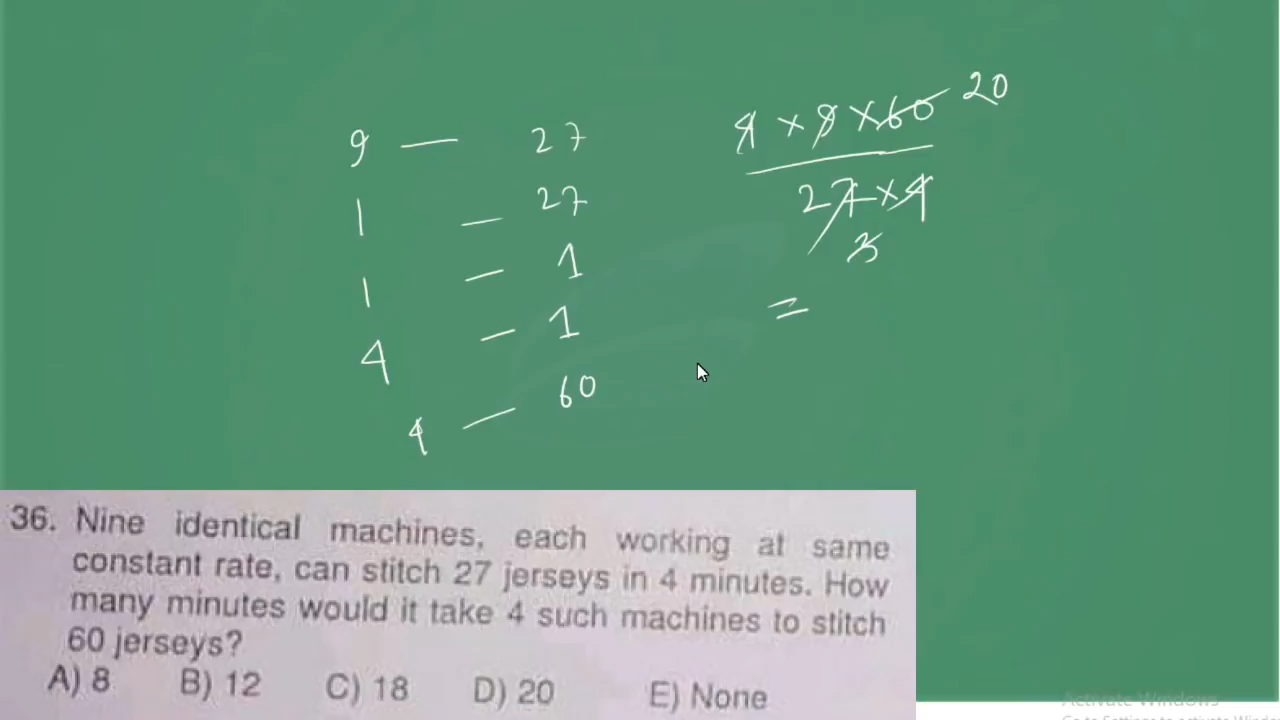 9 — 27
1 — 27
1 — 1
4 — 1
4 — 60
4 × 9 × 60 20
27 × 4
3
=
36. Nine identical machines, each working at same
constant rate, can stitch 27 jerseys in 4 minutes. How
many minutes would it take 4 such machines to stitch
60 jerseys?
A) 8 B) 12 C) 18 D) 20 E) None
Activate Windows